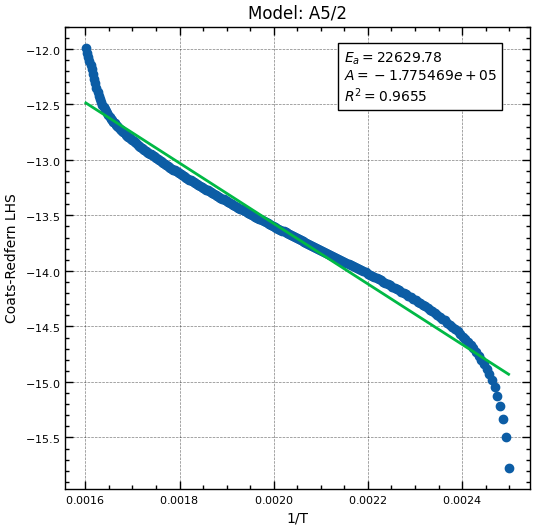 Model: A5/2
E_a = 22629.78
A = −1.775469e + 05
R² = 0.9655
Coats-Redfern LHS
−12.0
−12.5
−13.0
−13.5
−14.0
−14.5
−15.0
−15.5
0.0016 0.0018 0.0020 0.0022 0.0024
1/T